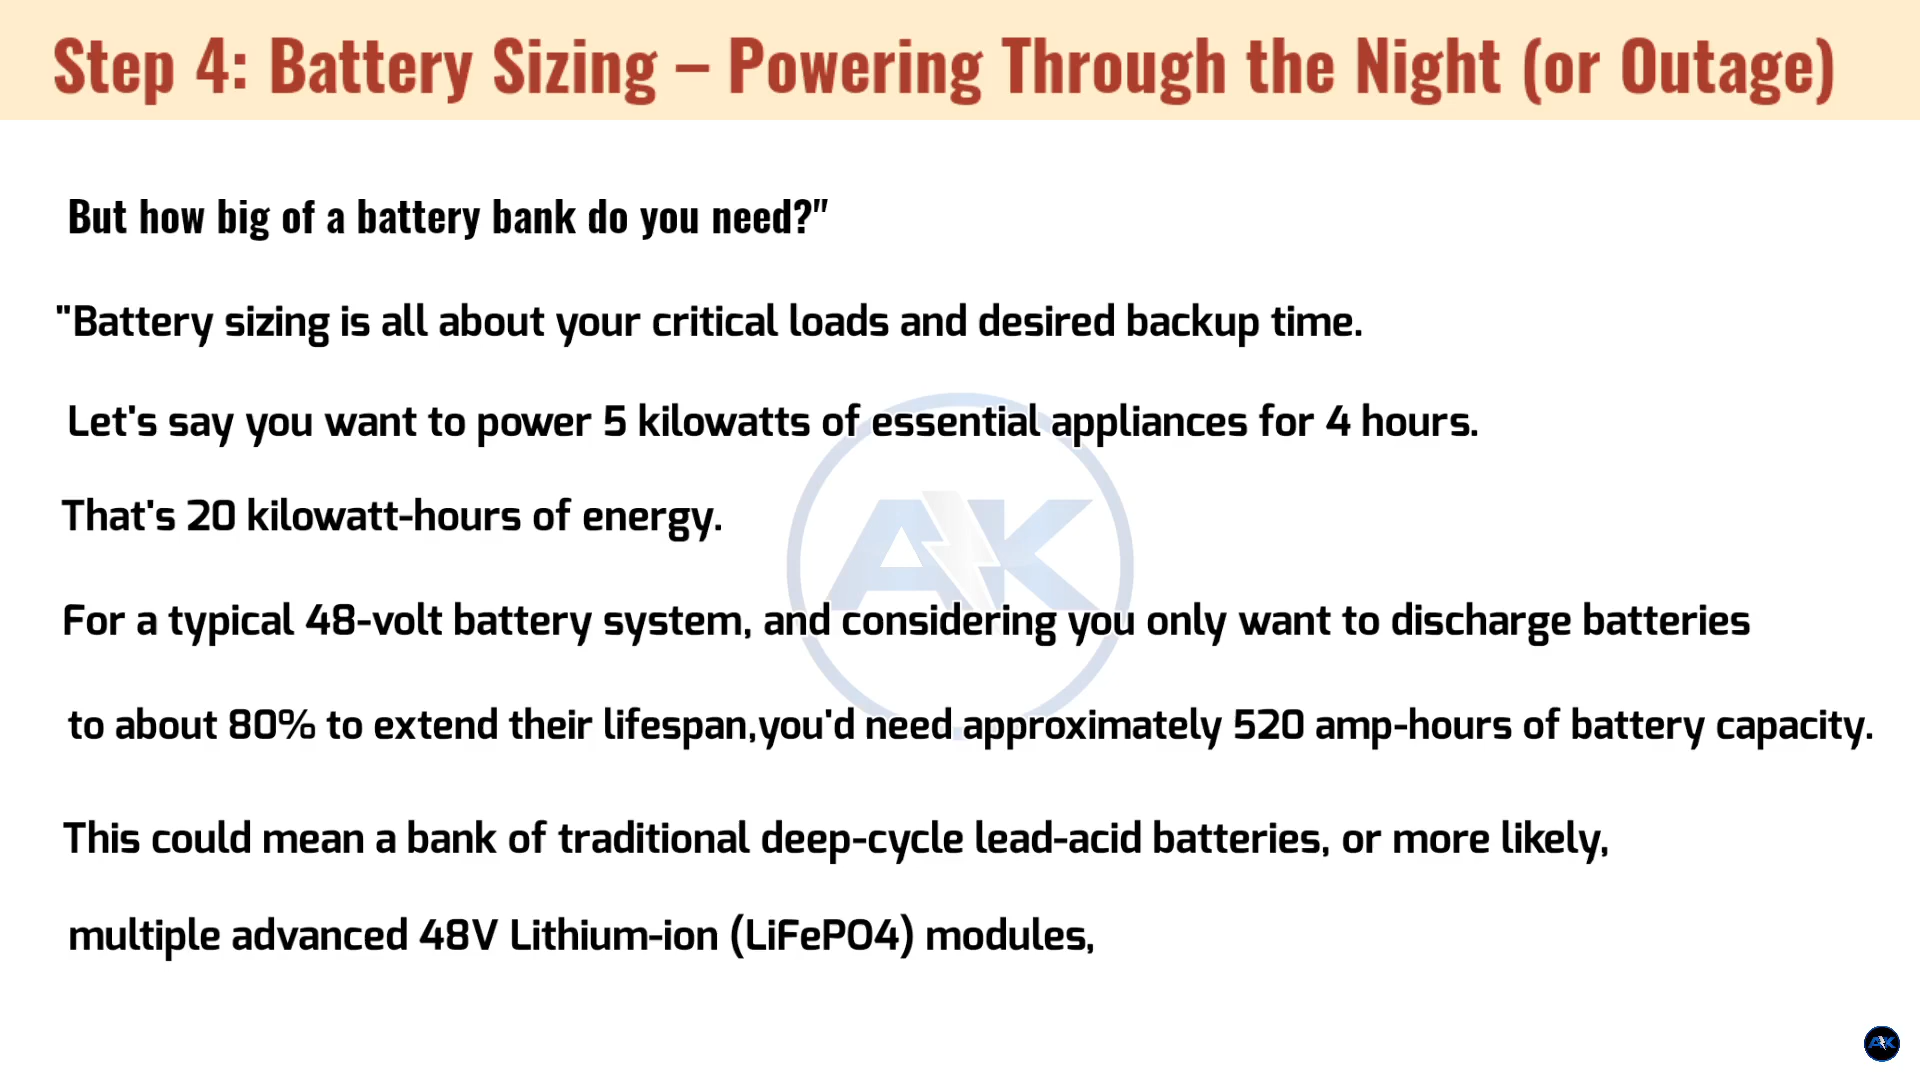 Step 4: Battery Sizing – Powering Through the Night (or Outage)
But how big of a battery bank do you need?"
"Battery sizing is all about your critical loads and desired backup time.
Let's say you want to power 5 kilowatts of essential appliances for 4 hours.
That's 20 kilowatt-hours of energy.
AK
For a typical 48-volt battery system, and considering you only want to discharge batteries
to about 80% to extend their lifespan,you'd need approximately 520 amp-hours of battery capacity.
This could mean a bank of traditional deep-cycle lead-acid batteries, or more likely,
multiple advanced 48V Lithium-ion (LiFePO4) modules,
AK